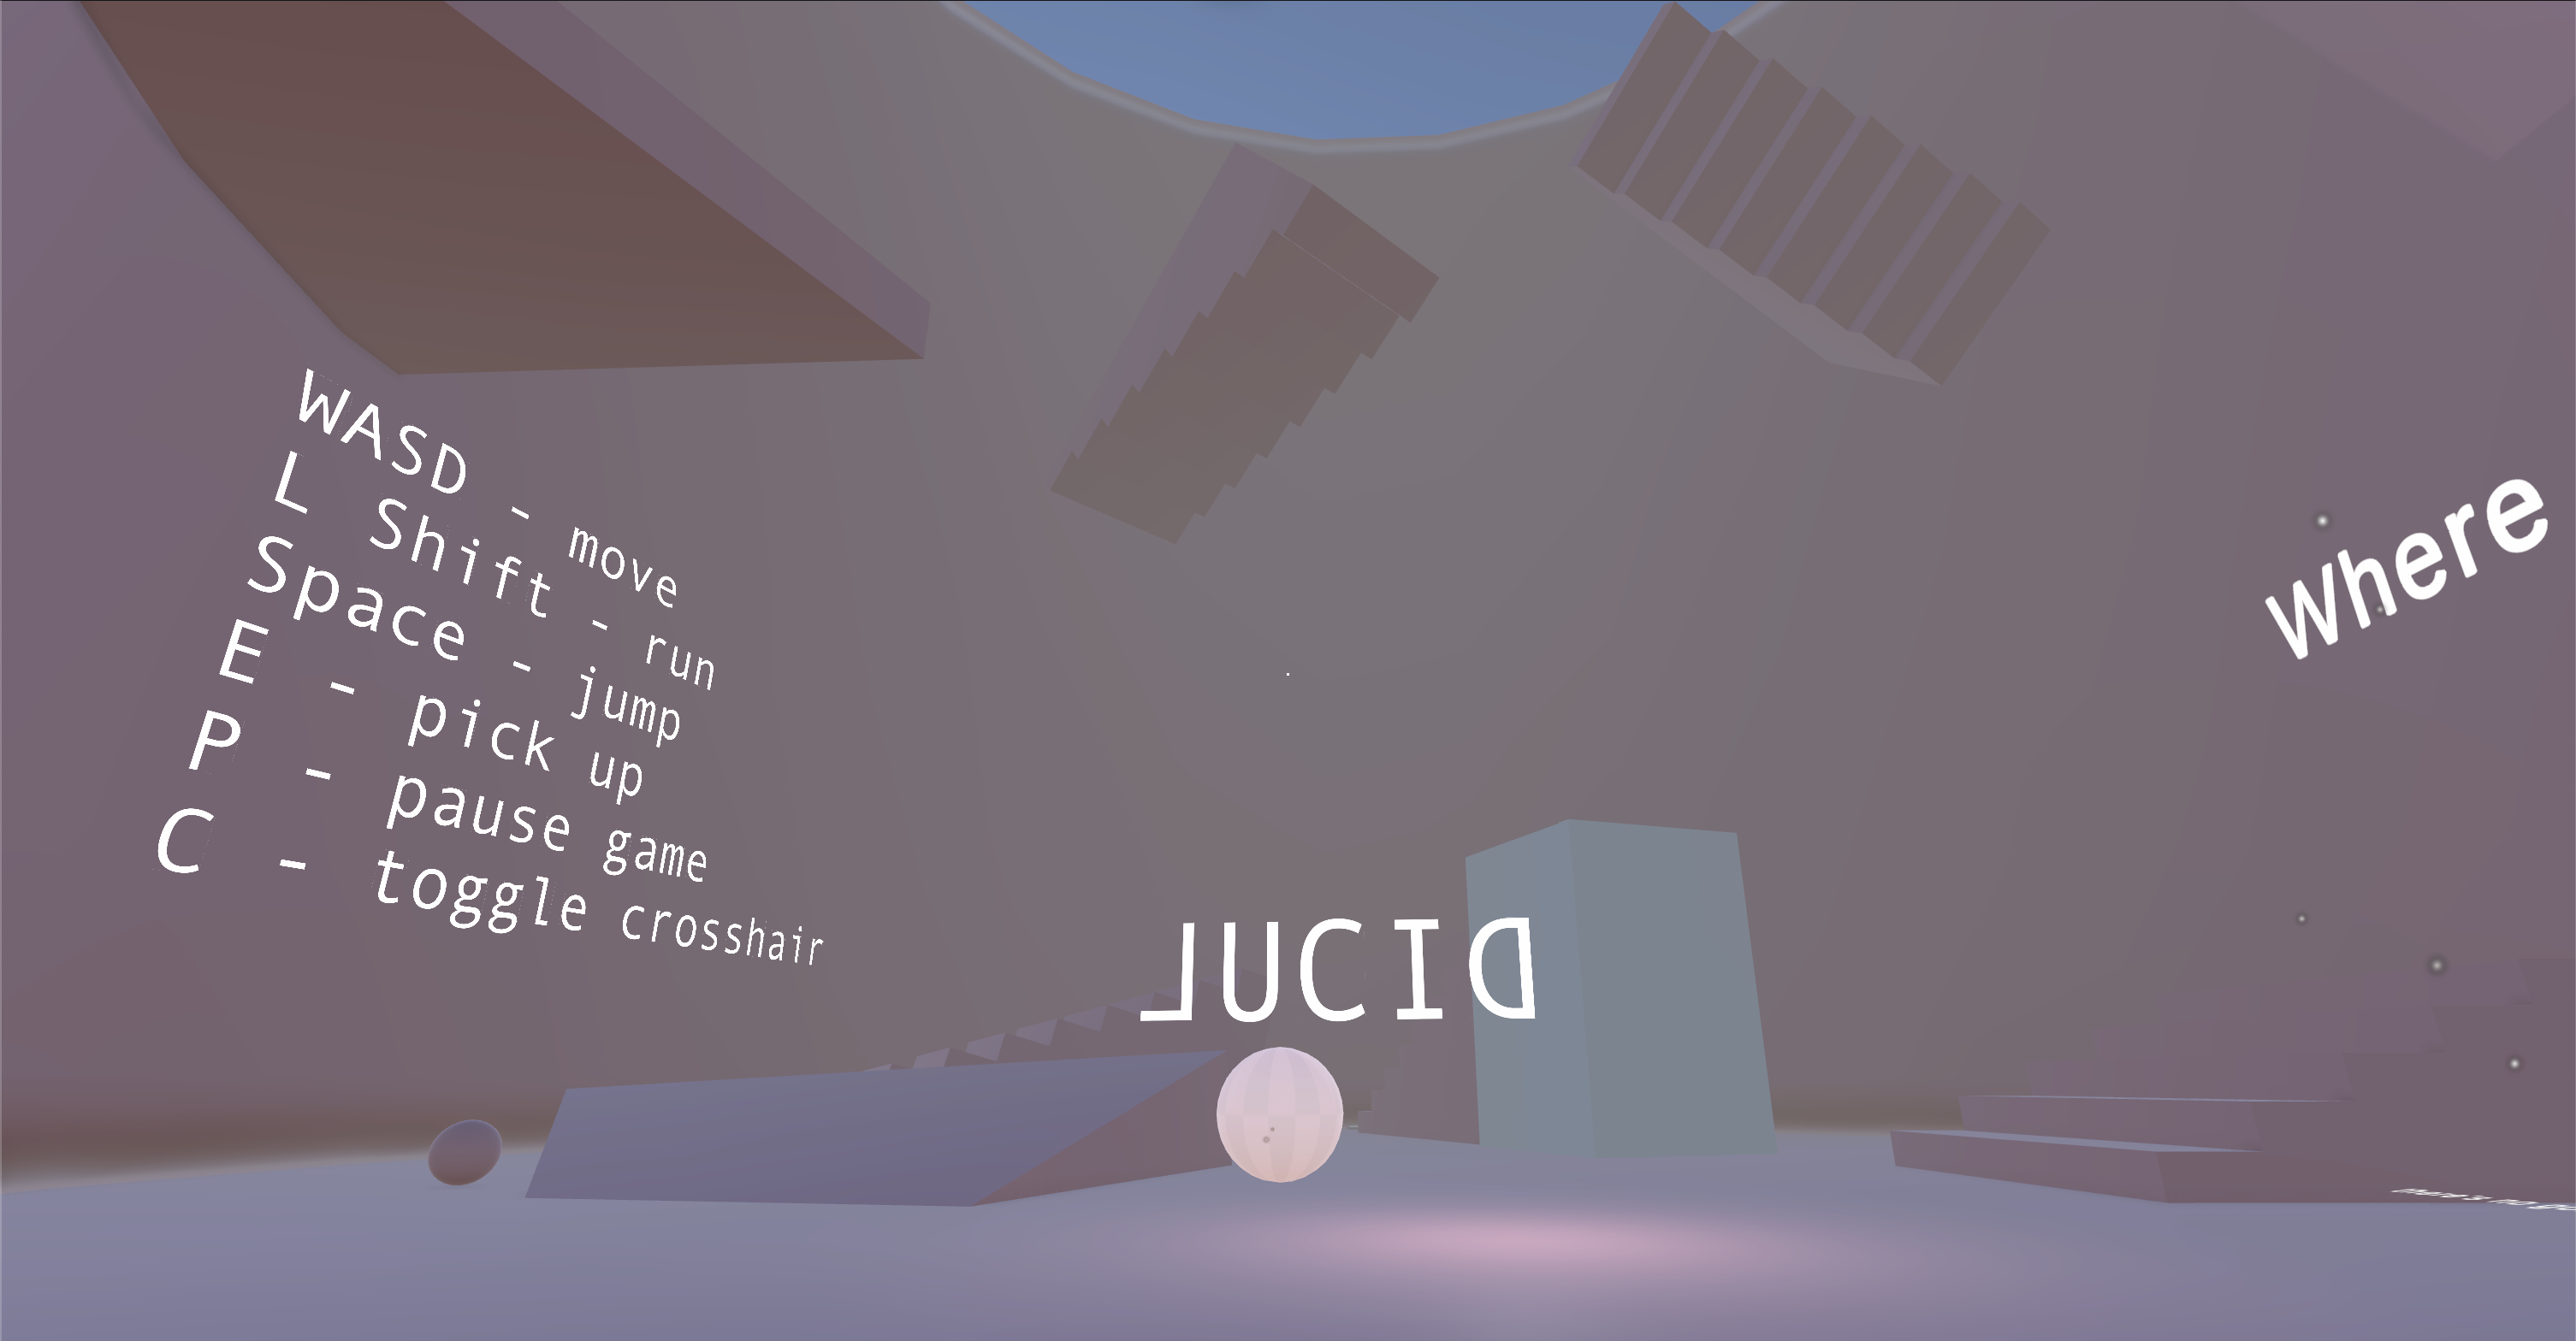 WASD - move
L Shift - run
Space - jump
E - pick up
P - pause game
C - toggle crosshair
LUCID
Where